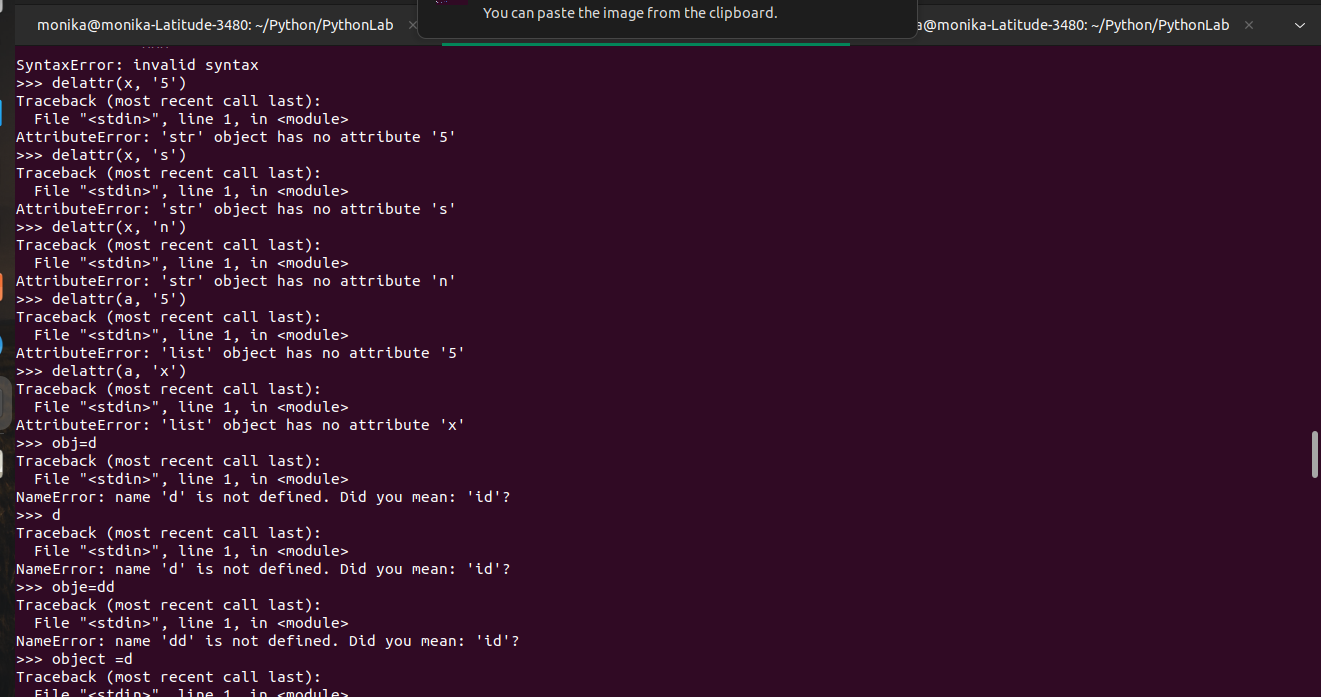 You can paste the image from the clipboard.
monika@monika-Latitude-3480: ~/Python/PythonLab
a@monika-Latitude-3480: ~/Python/PythonLab
SyntaxError: invalid syntax
>>> delattr(x, '5')
Traceback (most recent call last):
  File "<stdin>", line 1, in <module>
AttributeError: 'str' object has no attribute '5'
>>> delattr(x, 's')
Traceback (most recent call last):
  File "<stdin>", line 1, in <module>
AttributeError: 'str' object has no attribute 's'
>>> delattr(x, 'n')
Traceback (most recent call last):
  File "<stdin>", line 1, in <module>
AttributeError: 'str' object has no attribute 'n'
>>> delattr(a, '5')
Traceback (most recent call last):
  File "<stdin>", line 1, in <module>
AttributeError: 'list' object has no attribute '5'
>>> delattr(a, 'x')
Traceback (most recent call last):
  File "<stdin>", line 1, in <module>
AttributeError: 'list' object has no attribute 'x'
>>> obj=d
Traceback (most recent call last):
  File "<stdin>", line 1, in <module>
NameError: name 'd' is not defined. Did you mean: 'id'?
>>> d
Traceback (most recent call last):
  File "<stdin>", line 1, in <module>
NameError: name 'd' is not defined. Did you mean: 'id'?
>>> obje=dd
Traceback (most recent call last):
  File "<stdin>", line 1, in <module>
NameError: name 'dd' is not defined. Did you mean: 'id'?
>>> object =d
Traceback (most recent call last):
  File "<stdin>", line 1, in <module>